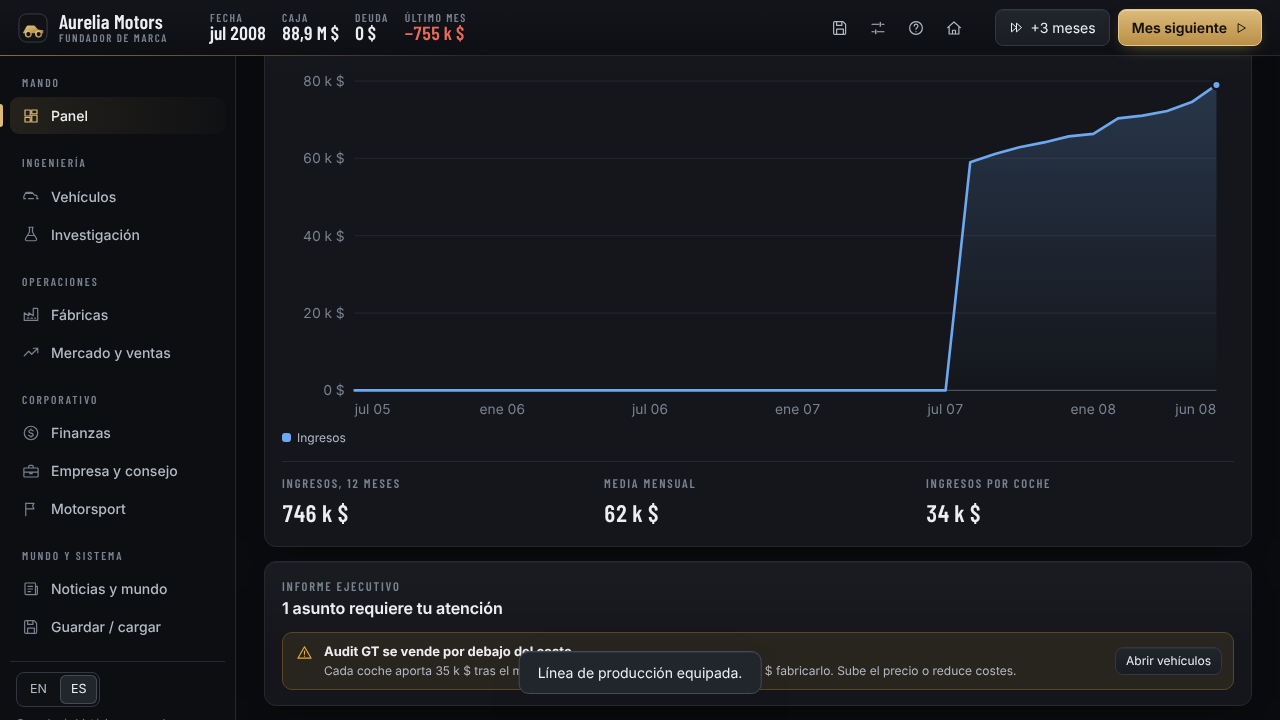 Aurelia Motors
FUNDADOR DE MARCA
FECHA
jul 2008
CAJA
88,9 M $
DEUDA
0 $
ÚLTIMO MES
−755 k $
+3 meses
Mes siguiente
MANDO
Panel
INGENIERÍA
Vehículos
Investigación
OPERACIONES
Fábricas
Mercado y ventas
CORPORATIVO
Finanzas
Empresa y consejo
Motorsport
MUNDO Y SISTEMA
Noticias y mundo
Guardar / cargar
EN
ES
80 k $
60 k $
40 k $
20 k $
0 $
jul 05
ene 06
jul 06
ene 07
jul 07
ene 08
jun 08
Ingresos
INGRESOS, 12 MESES
746 k $
MEDIA MENSUAL
62 k $
INGRESOS POR COCHE
34 k $
INFORME EJECUTIVO
1 asunto requiere tu atención
Audit GT se vende por debajo del coste
Cada coche aporta 35 k $ tras el $ fabricarlo. Sube el precio o reduce costes.
Abrir vehículos
Línea de producción equipada.